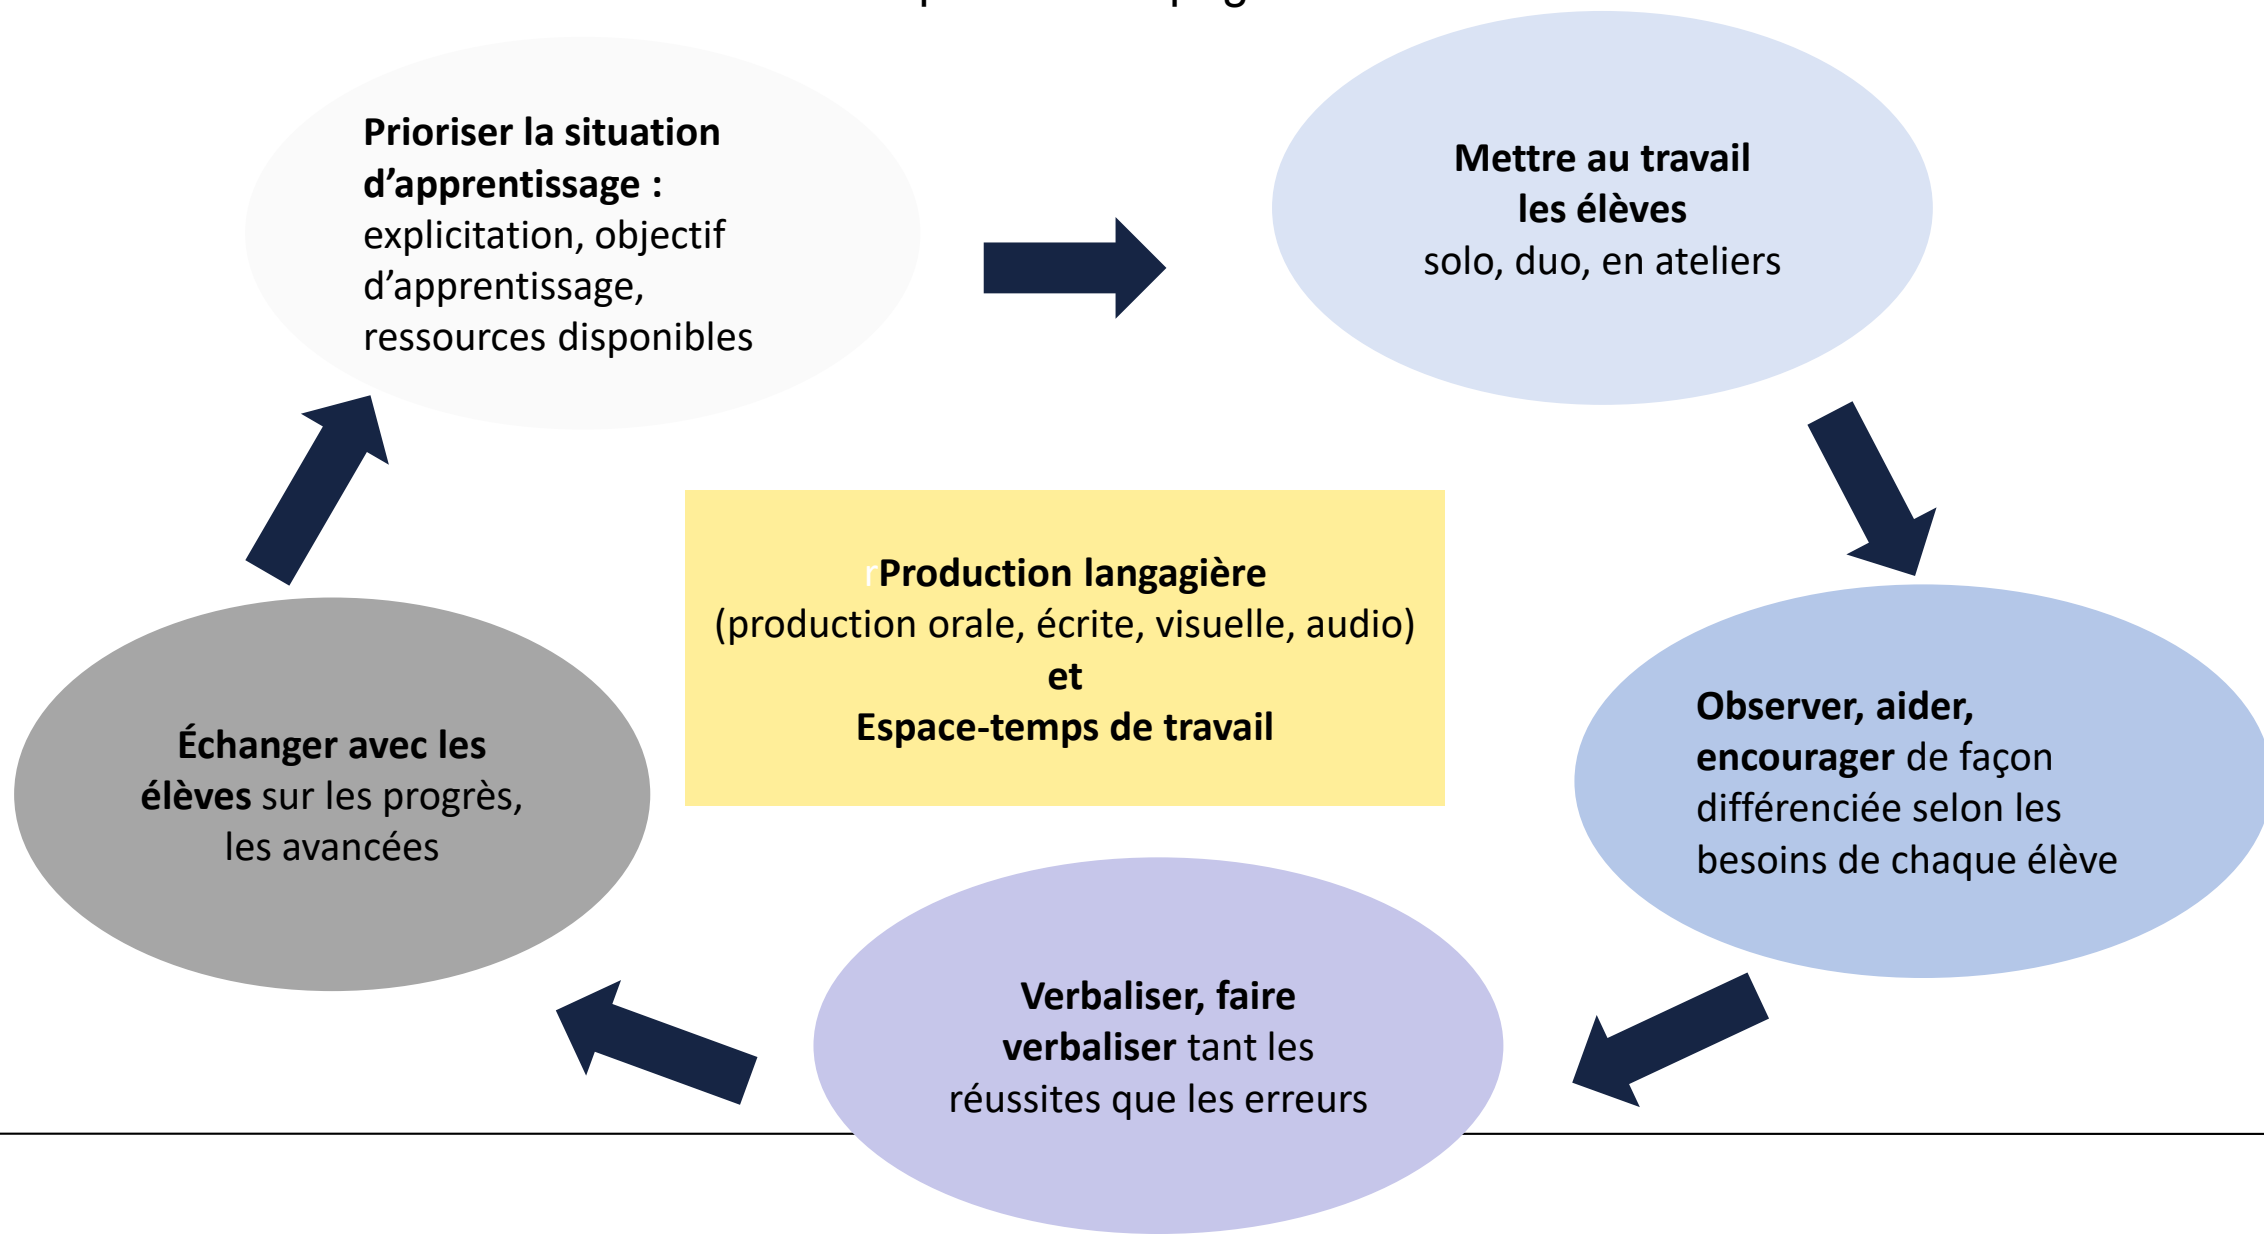 Prioriser la situation
d’apprentissage :
explicitation, objectif
d’apprentissage,
ressources disponibles
Mettre au travail
les élèves
solo, duo, en ateliers
Observer, aider,
encourager de façon
différenciée selon les
besoins de chaque élève
Verbaliser, faire
verbaliser tant les
réussites que les erreurs
Échanger avec les
élèves sur les progrès,
les avancées
rProduction langagière
(production orale, écrite, visuelle, audio)
et
Espace-temps de travail